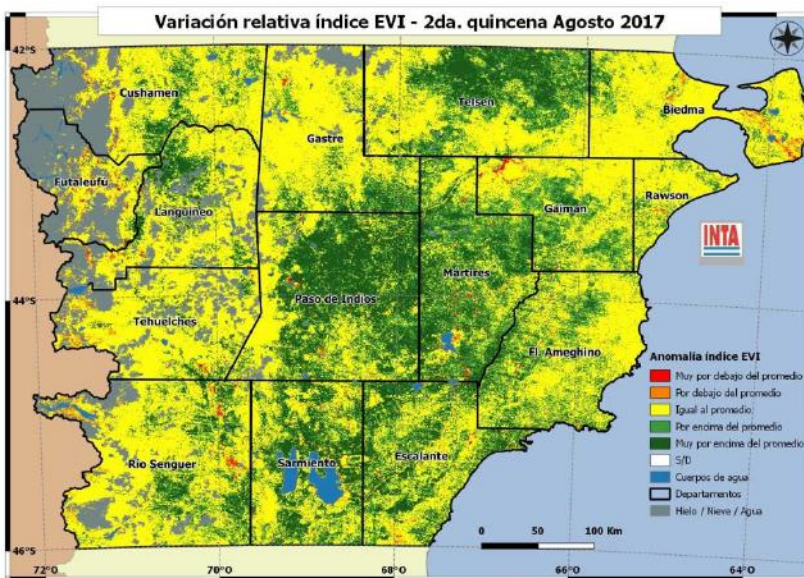 Variación relativa índice EVI - 2da. quincena Agosto 2017
42°S
Cushamen
Telsen
Biedma
Gastre
Futaleufú
Languineo
Gaiman
Rawson
INTA
44°S
Paso de Indios
Martires
Tehuelches
Fl. Ameghino
Anomalía índice EVI
Muy por debajo del promedio
Por debajo del promedio
Igual al promedio
Por encima del promedio
Muy por encima del promedio
S/D
Cuerpos de agua
Departamentos
Hielo / Nieve / Agua
Río Senguer
Sarmiento
Escalante
0 50 100 Km
46°S
72°O 70°O 68°O 66°O 64°O